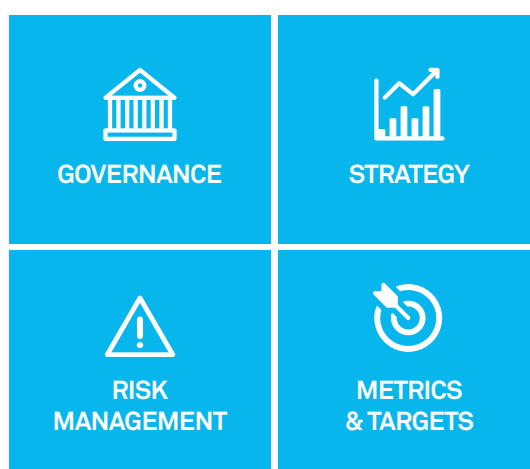 GOVERNANCE
STRATEGY
RISK
MANAGEMENT
METRICS
& TARGETS